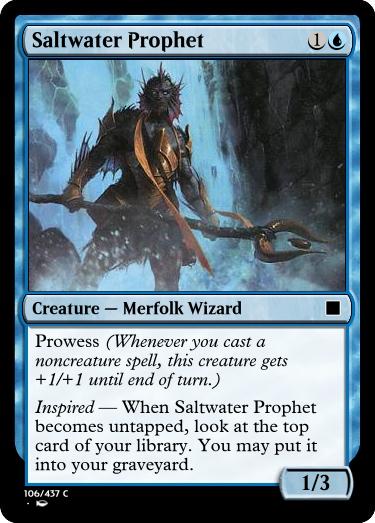 Saltwater Prophet
1
Creature — Merfolk Wizard
Prowess (Whenever you cast a
noncreature spell, this creature gets
+1/+1 until end of turn.)
Inspired — When Saltwater Prophet
becomes untapped, look at the top
card of your library. You may put it
into your graveyard.
106/437 C
1/3